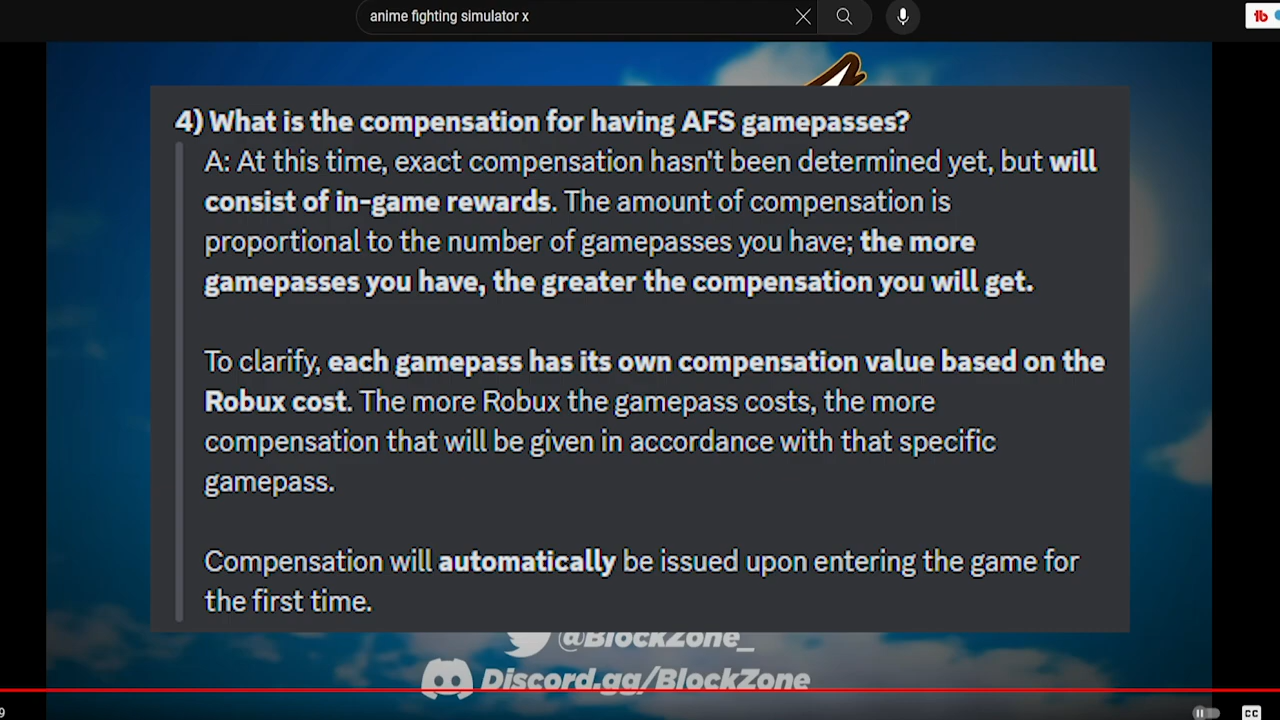 anime fighting simulator x
4) What is the compensation for having AFS gamepasses?
A: At this time, exact compensation hasn't been determined yet, but will
consist of in-game rewards. The amount of compensation is
proportional to the number of gamepasses you have; the more
gamepasses you have, the greater the compensation you will get.
To clarify, each gamepass has its own compensation value based on the
Robux cost. The more Robux the gamepass costs, the more
compensation that will be given in accordance with that specific
gamepass.
Compensation will automatically be issued upon entering the game for
the first time.
@BlockZone_
Discord.gg/BlockZone
9
CC